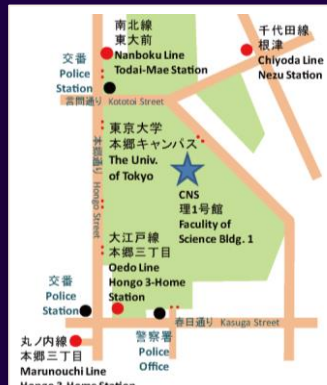 南北線
東大前
Nanboku Line
Todai-Mae Station
千代田線
根津
Chiyoda Line
Nezu Station
交番
Police
Station
言問通り Kototoi Street
東京大学
本郷キャンパス
The Univ.
of Tokyo
本郷通り Hongo Street
CNS
理1号館
Faculity of
Science Bldg. 1
大江戸線
本郷三丁目
Oedo Line
Hongo 3-Home
Station
交番
Police
Station
春日通り Kasuga Street
警察署
Police
Office
丸ノ内線
本郷三丁目
Marunouchi Line
Hongo 3-Home Station